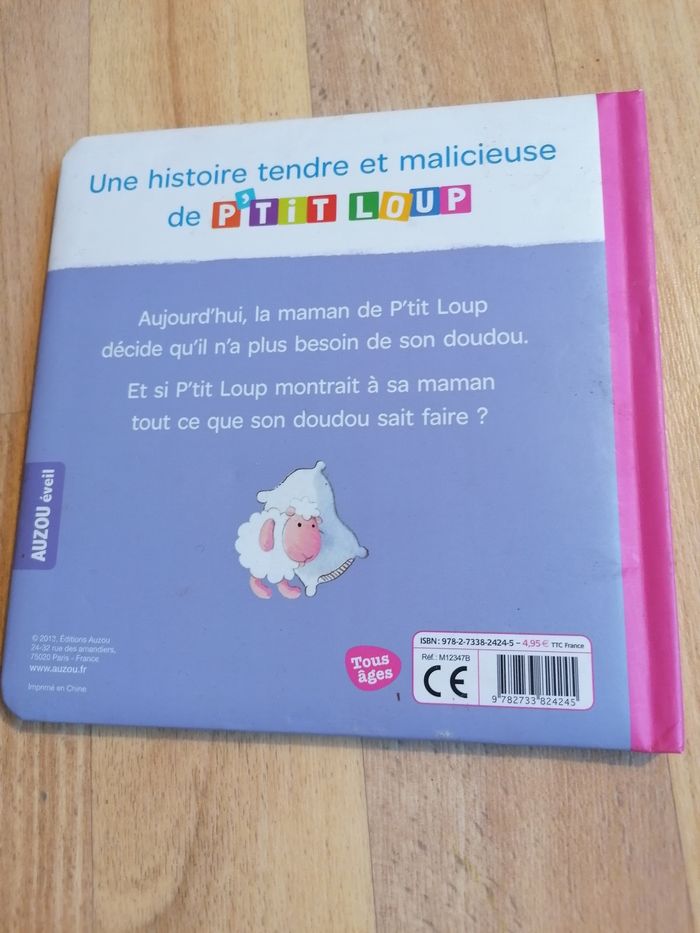 Une histoire tendre et malicieuse
de P'TIT LOUP
Aujourd'hui, la maman de P'tit Loup
décide qu'il n'a plus besoin de son doudou.
Et si P'tit Loup montrait à sa maman
tout ce que son doudou sait faire ?
AUZOU éveil
© 2013, Éditions Auzou
24-32 rue des amandiers,
75020 Paris - France
www.auzou.fr
Imprimé en Chine
Tous
âges
ISBN : 978-2-7338-2424-5 – 4,95 € TTC France
Réf.: M12347B
CE
9 782733 824245